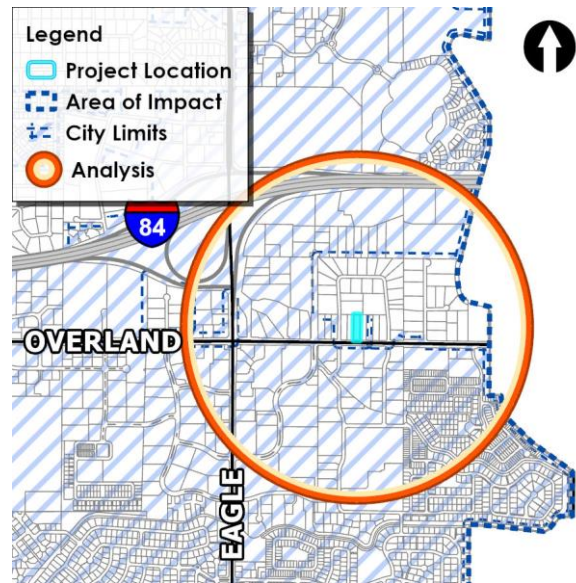 Legend
Project Location
Area of Impact
City Limits
Analysis
84
OVERLAND
EAGLE